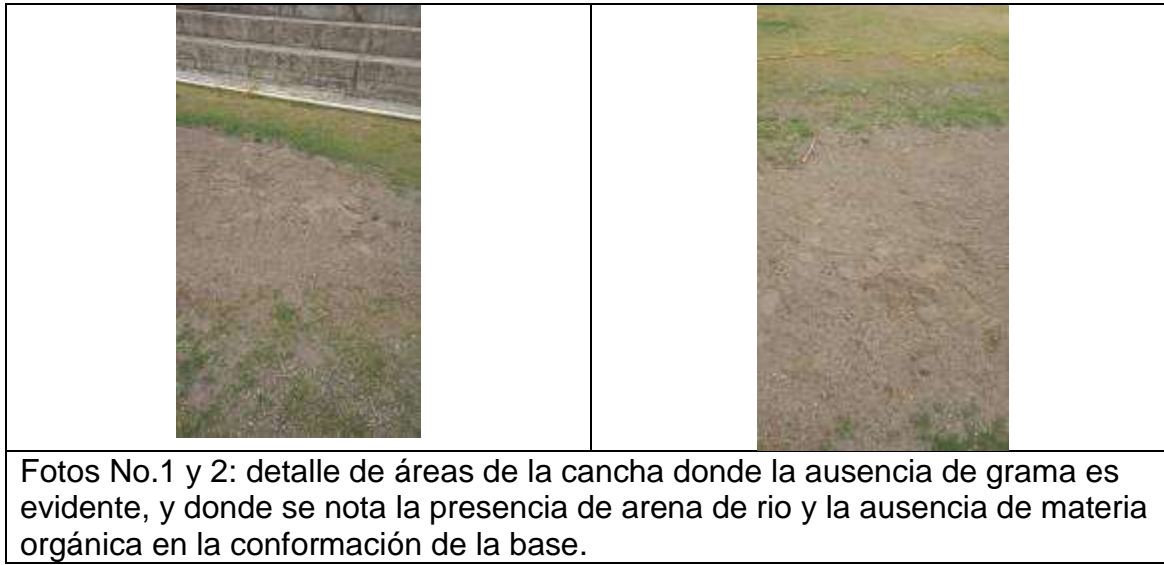 Fotos No.1 y 2: detalle de áreas de la cancha donde la ausencia de grama es
evidente, y donde se nota la presencia de arena de rio y la ausencia de materia
orgánica en la conformación de la base.